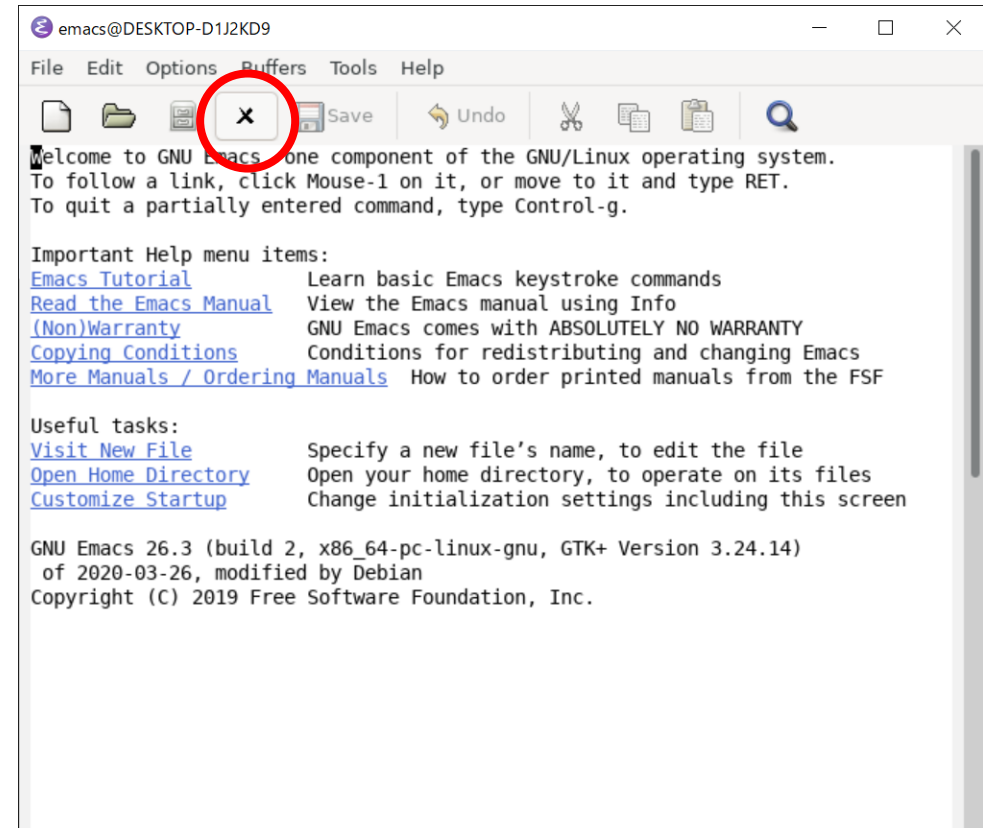 emacs@DESKTOP-D1J2KD9
File Edit Options Buffers Tools Help
Save Undo
Welcome to GNU Emacs, one component of the GNU/Linux operating system.
To follow a link, click Mouse-1 on it, or move to it and type RET.
To quit a partially entered command, type Control-g.
Important Help menu items:
Emacs Tutorial Learn basic Emacs keystroke commands
Read the Emacs Manual View the Emacs manual using Info
(Non)Warranty GNU Emacs comes with ABSOLUTELY NO WARRANTY
Copying Conditions Conditions for redistributing and changing Emacs
More Manuals / Ordering Manuals How to order printed manuals from the FSF
Useful tasks:
Visit New File Specify a new file’s name, to edit the file
Open Home Directory Open your home directory, to operate on its files
Customize Startup Change initialization settings including this screen
GNU Emacs 26.3 (build 2, x86_64-pc-linux-gnu, GTK+ Version 3.24.14)
of 2020-03-26, modified by Debian
Copyright (C) 2019 Free Software Foundation, Inc.